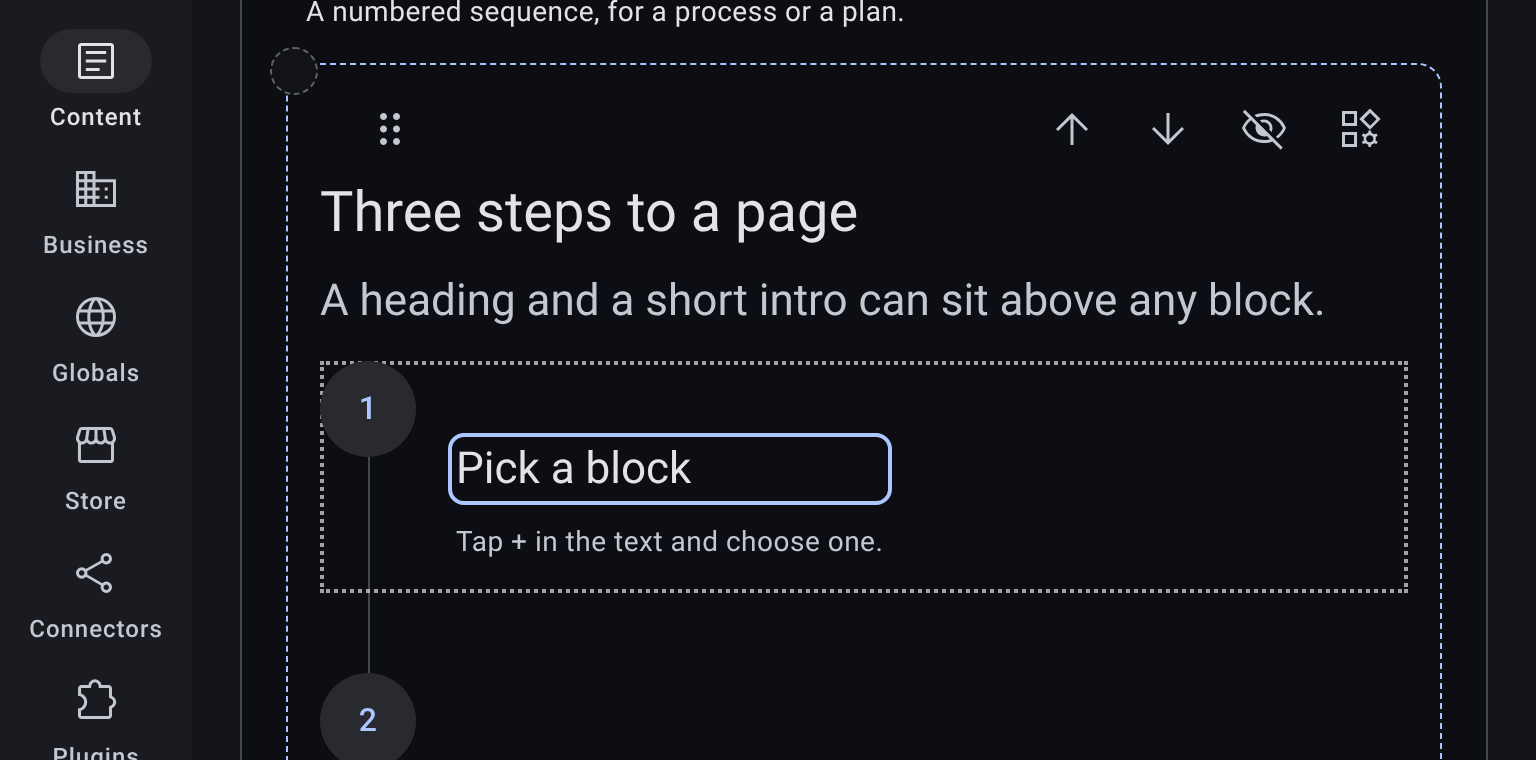 A numbered sequence, for a process or a plan.
Content
Business
Globals
Store
Connectors
Plugins
Three steps to a page
A heading and a short intro can sit above any block.
1
Pick a block
Tap + in the text and choose one.
2